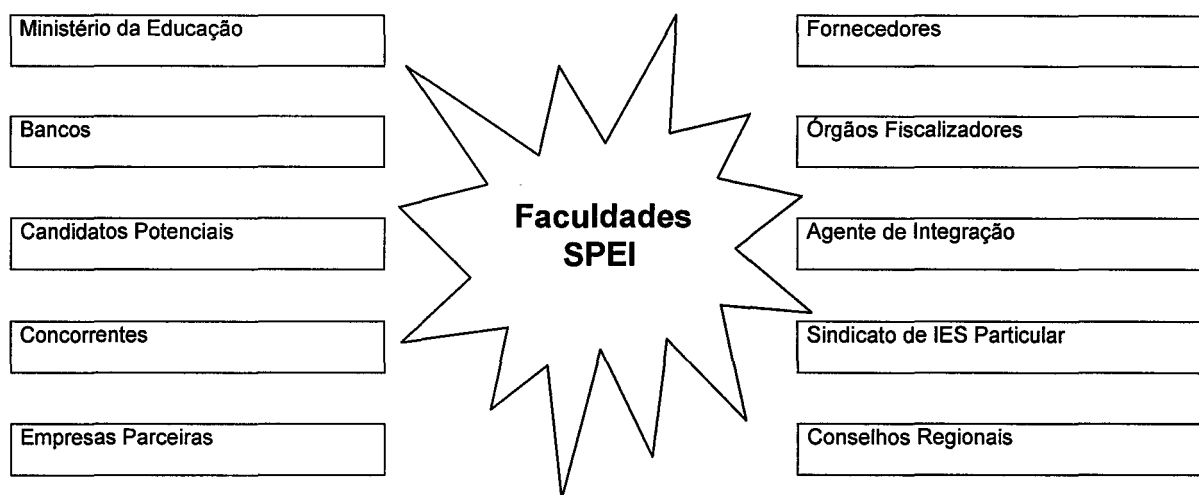 Ministério da Educação
Bancos
Candidatos Potenciais
Concorrentes
Empresas Parceiras
Faculdades
SPEI
Fornecedores
Órgãos Fiscalizadores
Agente de Integração
Sindicato de IES Particular
Conselhos Regionais